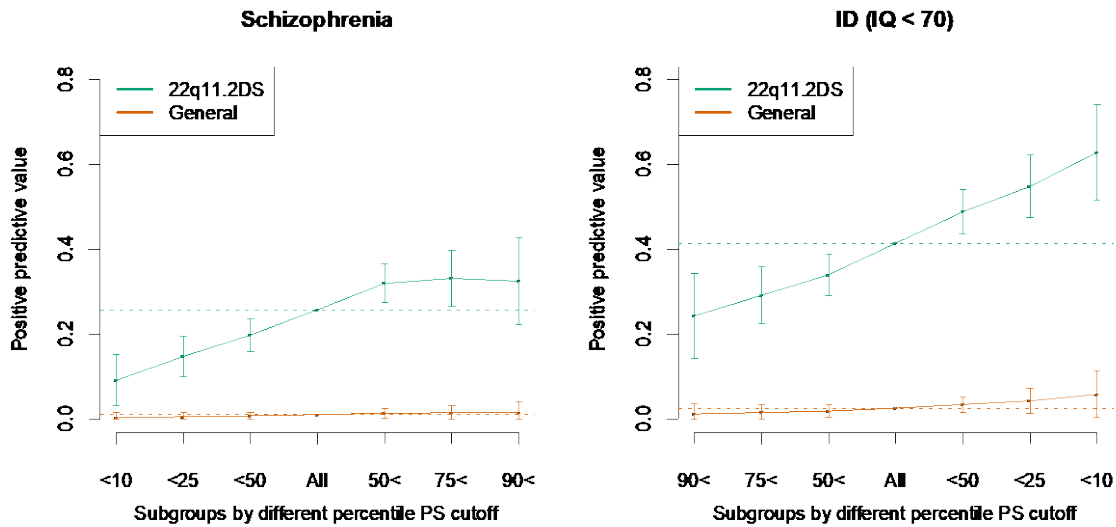 Schizophrenia
22q11.2DS
General
Positive predictive value
0.8
0.6
0.4
0.2
0.0
<10 <25 <50 All 50< 75< 90<
Subgroups by different percentile PS cutoff
ID (IQ < 70)
22q11.2DS
General
Positive predictive value
0.8
0.6
0.4
0.2
0.0
90< 75< 50< All <50 <25 <10
Subgroups by different percentile PS cutoff